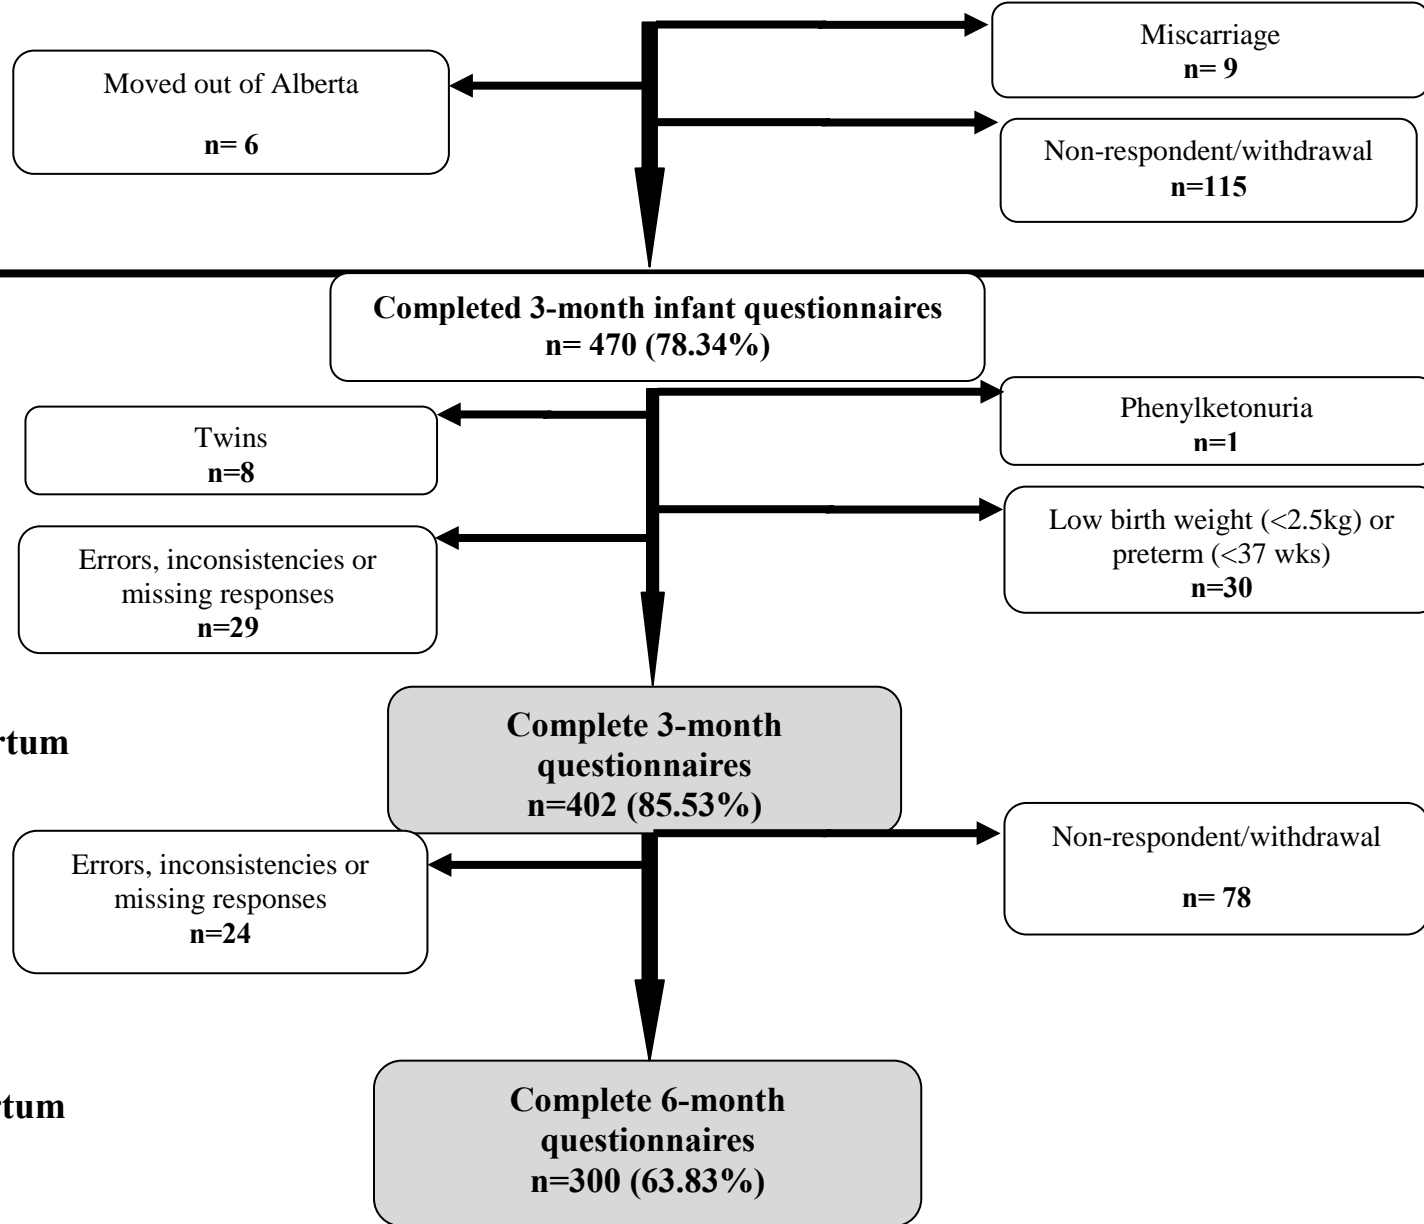 Miscarriage
n= 9
Moved out of Alberta
n= 6
Non-respondent/withdrawal
n=115
Completed 3-month infant questionnaires
n= 470 (78.34%)
Phenylketonuria
n=1
Twins
n=8
Low birth weight (<2.5kg) or
preterm (<37 wks)
n=30
Errors, inconsistencies or
missing responses
n=29
rtum
Complete 3-month
questionnaires
n=402 (85.53%)
Non-respondent/withdrawal
n= 78
Errors, inconsistencies or
missing responses
n=24
rtum
Complete 6-month
questionnaires
n=300 (63.83%)